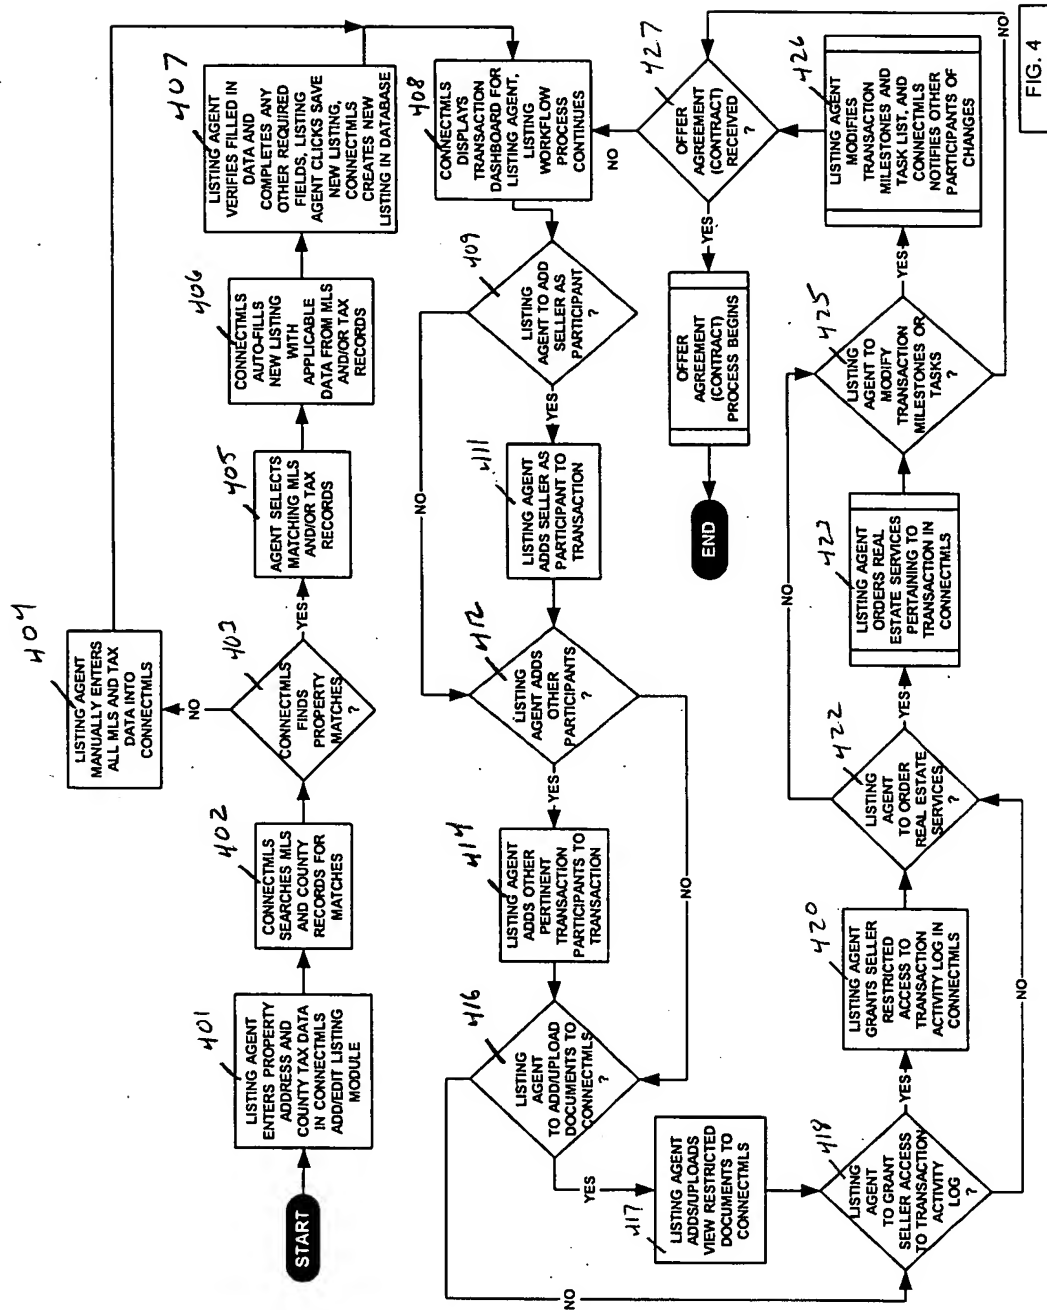 START
401
LISTING AGENT
ENTERS PROPERTY
ADDRESS AND
COUNTY TAX DATA
IN CONNECTMLS
ADD/EDIT LISTING
MODULE
402
CONNECTMLS
SEARCHES MLS
AND COUNTY
RECORDS FOR
MATCHES
403
CONNECTMLS
FINDS
PROPERTY
MATCHES
?
NO
404
LISTING AGENT
MANUALLY ENTERS
ALL MLS AND TAX
DATA INTO
CONNECTMLS
YES
405
AGENT SELECTS
MATCHING MLS
AND/OR TAX
RECORDS
406
CONNECTMLS
AUTO-FILLS
NEW LISTING
WITH
APPLICABLE
DATA FROM MLS
AND/OR TAX
RECORDS
407
LISTING AGENT
VERIFIES FILLED IN
DATA AND
COMPLETES ANY
OTHER REQUIRED
FIELDS, LISTING
AGENT CLICKS SAVE
NEW LISTING,
CONNECTMLS
CREATES NEW
LISTING IN DATABASE
408
CONNECTMLS
DISPLAYS
TRANSACTION
DASHBOARD FOR
LISTING AGENT,
LISTING
WORKFLOW
PROCESS
CONTINUES
409
LISTING
AGENT TO ADD
SELLER AS
PARTICIPANT
?
NO
YES
411
LISTING AGENT
ADDS SELLER AS
PARTICIPANT TO
TRANSACTION
412
LISTING
AGENT ADDS
OTHER
PARTICIPANTS
?
NO
YES
414
LISTING AGENT
ADDS OTHER
PERTINENT
TRANSACTION
PARTICIPANTS TO
TRANSACTION
416
LISTING
AGENT
TO ADD/UPLOAD
DOCUMENTS TO
CONNECTMLS
?
NO
YES
417
LISTING AGENT
ADDS/UPLOADS
VIEW RESTRICTED
DOCUMENTS TO
CONNECTMLS
418
LISTING
AGENT
TO GRANT
SELLER ACCESS
TO TRANSACTION
ACTIVITY
LOG
?
NO
YES
420
LISTING AGENT
GRANTS SELLER
RESTRICTED
ACCESS TO
TRANSACTION
ACTIVITY LOG IN
CONNECTMLS
422
LISTING
AGENT
TO ORDER
REAL ESTATE
SERVICES
?
NO
YES
423
LISTING AGENT
ORDERS REAL
ESTATE SERVICES
PERTAINING TO
TRANSACTION IN
CONNECTMLS
425
LISTING
AGENT TO
MODIFY
TRANSACTION
MILESTONES OR
TASKS
?
NO
YES
426
LISTING AGENT
MODIFIES
TRANSACTION
MILESTONES AND
TASK LIST, AND
CONNECTMLS
NOTIFIES OTHER
PARTICIPANTS OF
CHANGES
427
OFFER
AGREEMENT
(CONTRACT)
RECEIVED
?
NO
YES
OFFER
AGREEMENT
(CONTRACT)
PROCESS BEGINS
END
FIG. 4